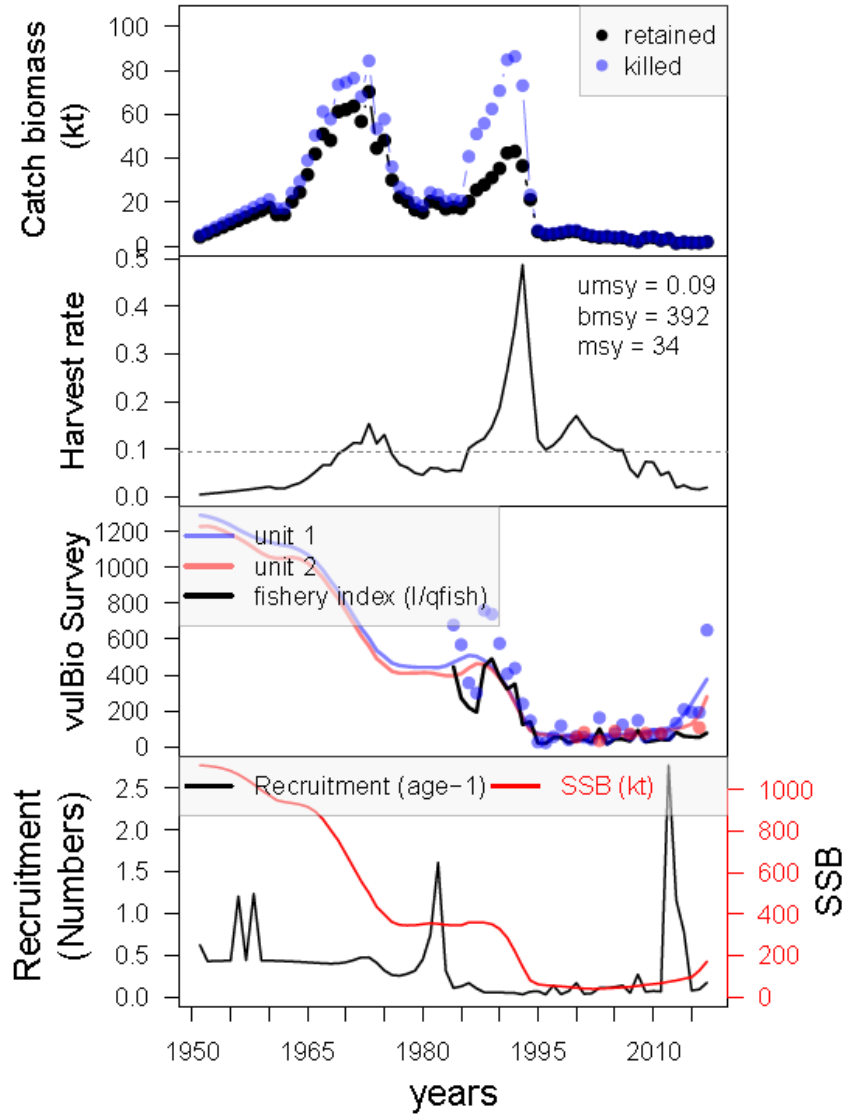 Catch biomass
(kt)
100
80
60
40
20
0
retained
killed
Harvest rate
0.5
0.4
0.3
0.2
0.1
0.0
umsy = 0.09
bmsy = 392
msy = 34
vulBio Survey
1200
1000
800
600
400
200
0
unit 1
unit 2
fishery index (I/qfish)
Recruitment
(Numbers)
2.5
2.0
1.5
1.0
0.5
0.0
Recruitment (age-1)
SSB (kt)
1000
800
600
400
200
0
SSB
1950
1965
1980
1995
2010
years